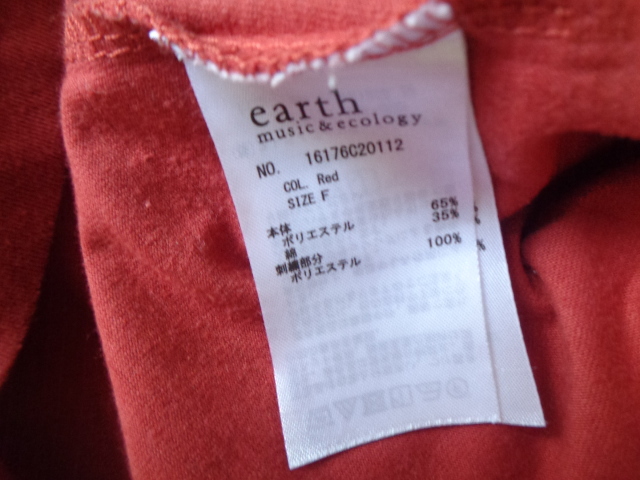 earth
music&ecology
NO. 16176C20112
COL. Red
SIZE F
本体
ポリエステル 65%
綿 35%
刺繍部分
ポリエステル 100%